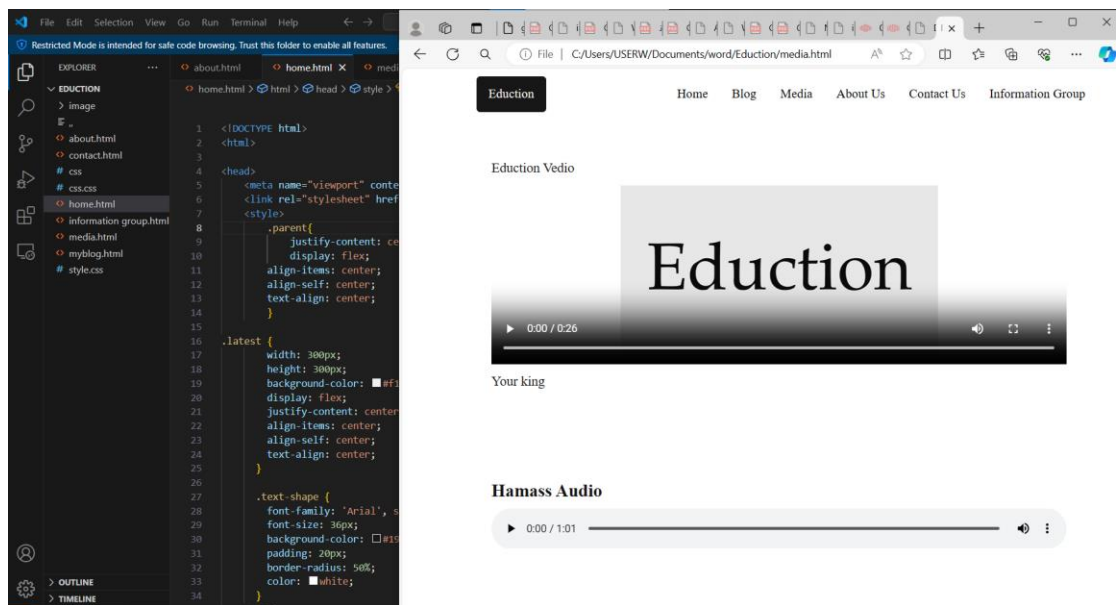 File Edit Selection View Go Run Terminal Help
Restricted Mode is intended for safe code browsing. Trust this folder to enable all features.
EXPLORER
EDUCTION
image
about.html
contact.html
# css
# css.css
home.html
information group.html
media.html
myblog.html
# style.css
OUTLINE
TIMELINE
about.html home.html
home.html > html > head > style >
1 <!DOCTYPE html>
2 <html>
3
4 <head>
5 <meta name="viewport" conte
6 <link rel="stylesheet" href
7 <style>
8 .parent{
9 justify-content: ce
10 display: flex;
11 align-items: center;
12 align-self: center;
13 text-align: center;
14 }
15
16 .latest {
17 width: 300px;
18 height: 300px;
19 background-color: #f1
20 display: flex;
21 justify-content: center
22 align-items: center;
23 align-self: center;
24 text-align: center;
25 }
26
27 .text-shape {
28 font-family: 'Arial', s
29 font-size: 36px;
30 background-color: #19
31 padding: 20px;
32 border-radius: 50%;
33 color: white;
34 }
File | C:/Users/USERW/Documents/word/Eduction/media.html
Eduction Home Blog Media About Us Contact Us Information Group
Eduction Vedio
Eduction
0:00 / 0:26
Your king
Hamass Audio
0:00 / 1:01